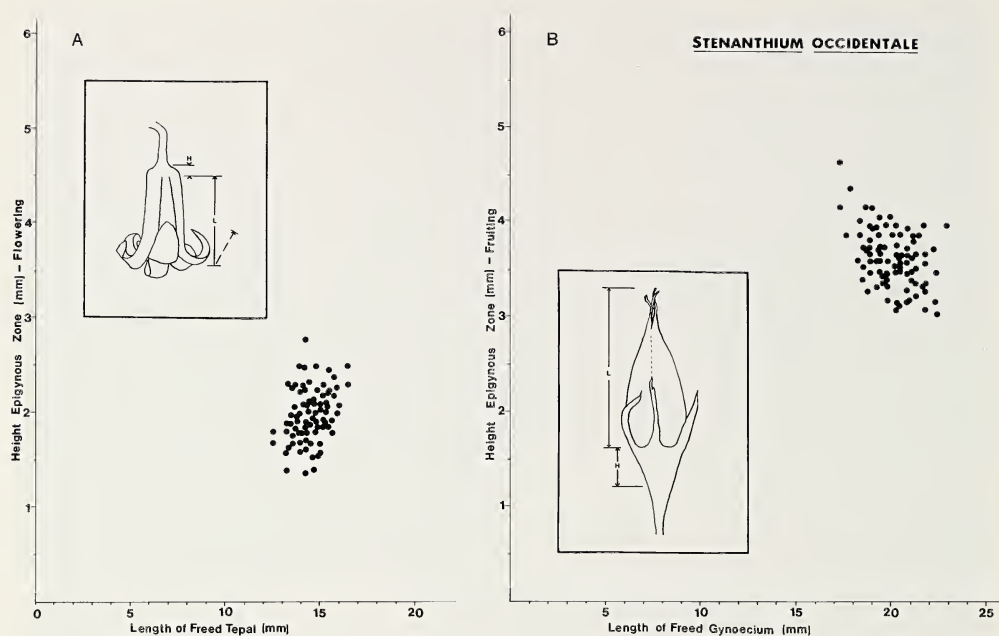 A
6
5
4
3
2
1
0
5
10
15
20
Height Epigynous Zone (mm) – Flowering
Length of Freed Tepal (mm)
H
L
B
STENANTHIUM OCCIDENTALE
6
5
4
3
2
1
5
10
15
20
25
Height Epigynous Zone (mm) – Fruiting
Length of Freed Gynoecium (mm)
L
H